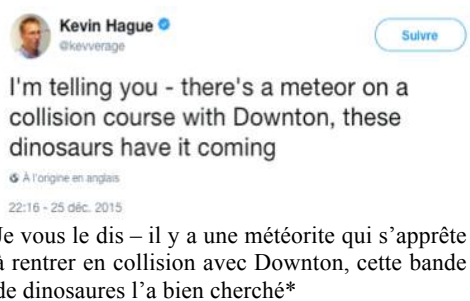 Kevin Hague
@kevverage
Suivre
I'm telling you - there's a meteor on a
collision course with Downton, these
dinosaurs have it coming
À l'origine en anglais
22:16 - 25 déc. 2015
Je vous le dis – il y a une météorite qui s'apprête
à rentrer en collision avec Downton, cette bande
de dinosaures l'a bien cherché*